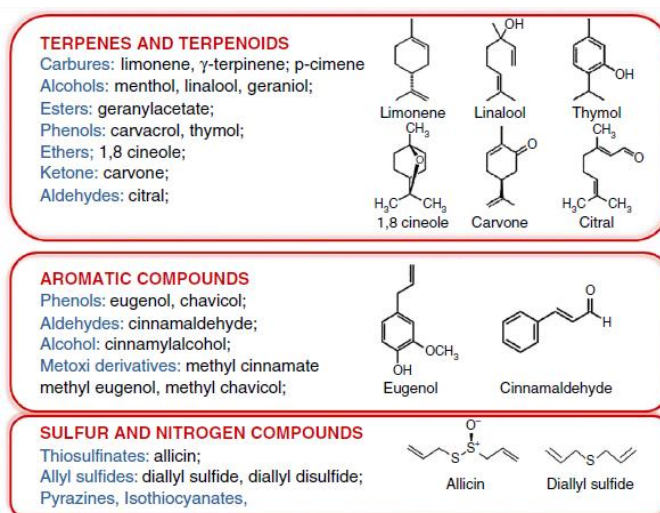 TERPENES AND TERPENOIDS
Carbures: limonene, γ-terpinene; p-cimene
Alcohols: menthol, linalool, geraniol;
Esters: geranylacetate;
Phenols: carvacrol, thymol;
Ethers; 1,8 cineole;
Ketone: carvone;
Aldehydes: citral;
OH
OH
Limonene
Linalool
Thymol
CH3
O
H3C
CH3
O
CH3
O
H3C
CH3
1,8 cineole
Carvone
Citral
AROMATIC COMPOUNDS
Phenols: eugenol, chavicol;
Aldehydes: cinnamaldehyde;
Alcohol: cinnamylalcohol;
Metoxi derivatives: methyl cinnamate
methyl eugenol, methyl chavicol;
OCH3
OH
Eugenol
O
H
Cinnamaldehyde
SULFUR AND NITROGEN COMPOUNDS
Thiosulfinates: allicin;
Allyl sulfides: diallyl sulfide, diallyl disulfide;
Pyrazines, Isothiocyanates,
O-
S
S+
Allicin
S
Diallyl sulfide